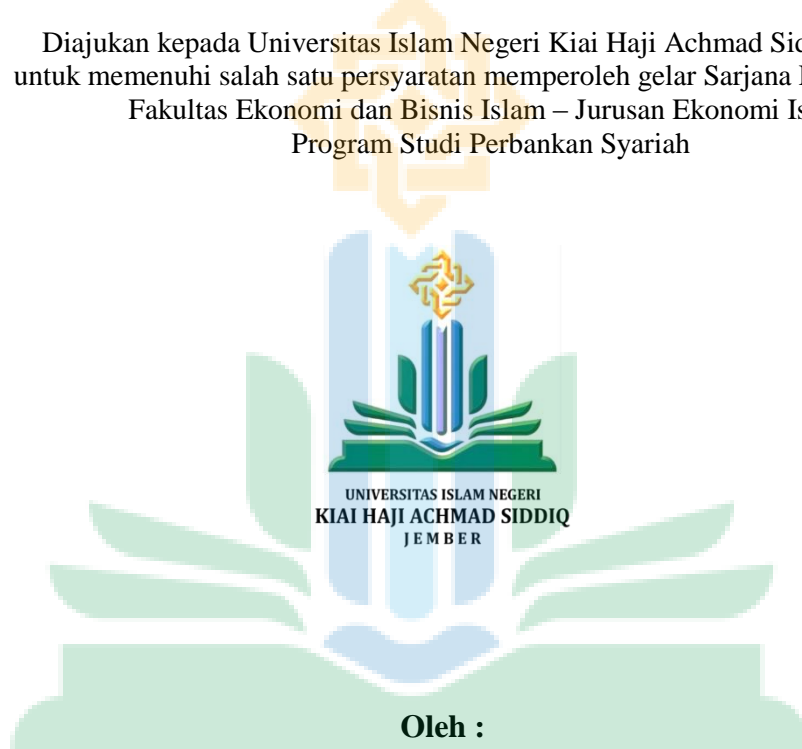 Diajukan kepada Universitas Islam Negeri Kiai Haji Achmad Sid
untuk memenuhi salah satu persyaratan memperoleh gelar Sarjana
Fakultas Ekonomi dan Bisnis Islam – Jurusan Ekonomi Is
Program Studi Perbankan Syariah
UNIVERSITAS ISLAM NEGERI
KIAI HAJI ACHMAD SIDDIQ
JEMBER
Oleh :